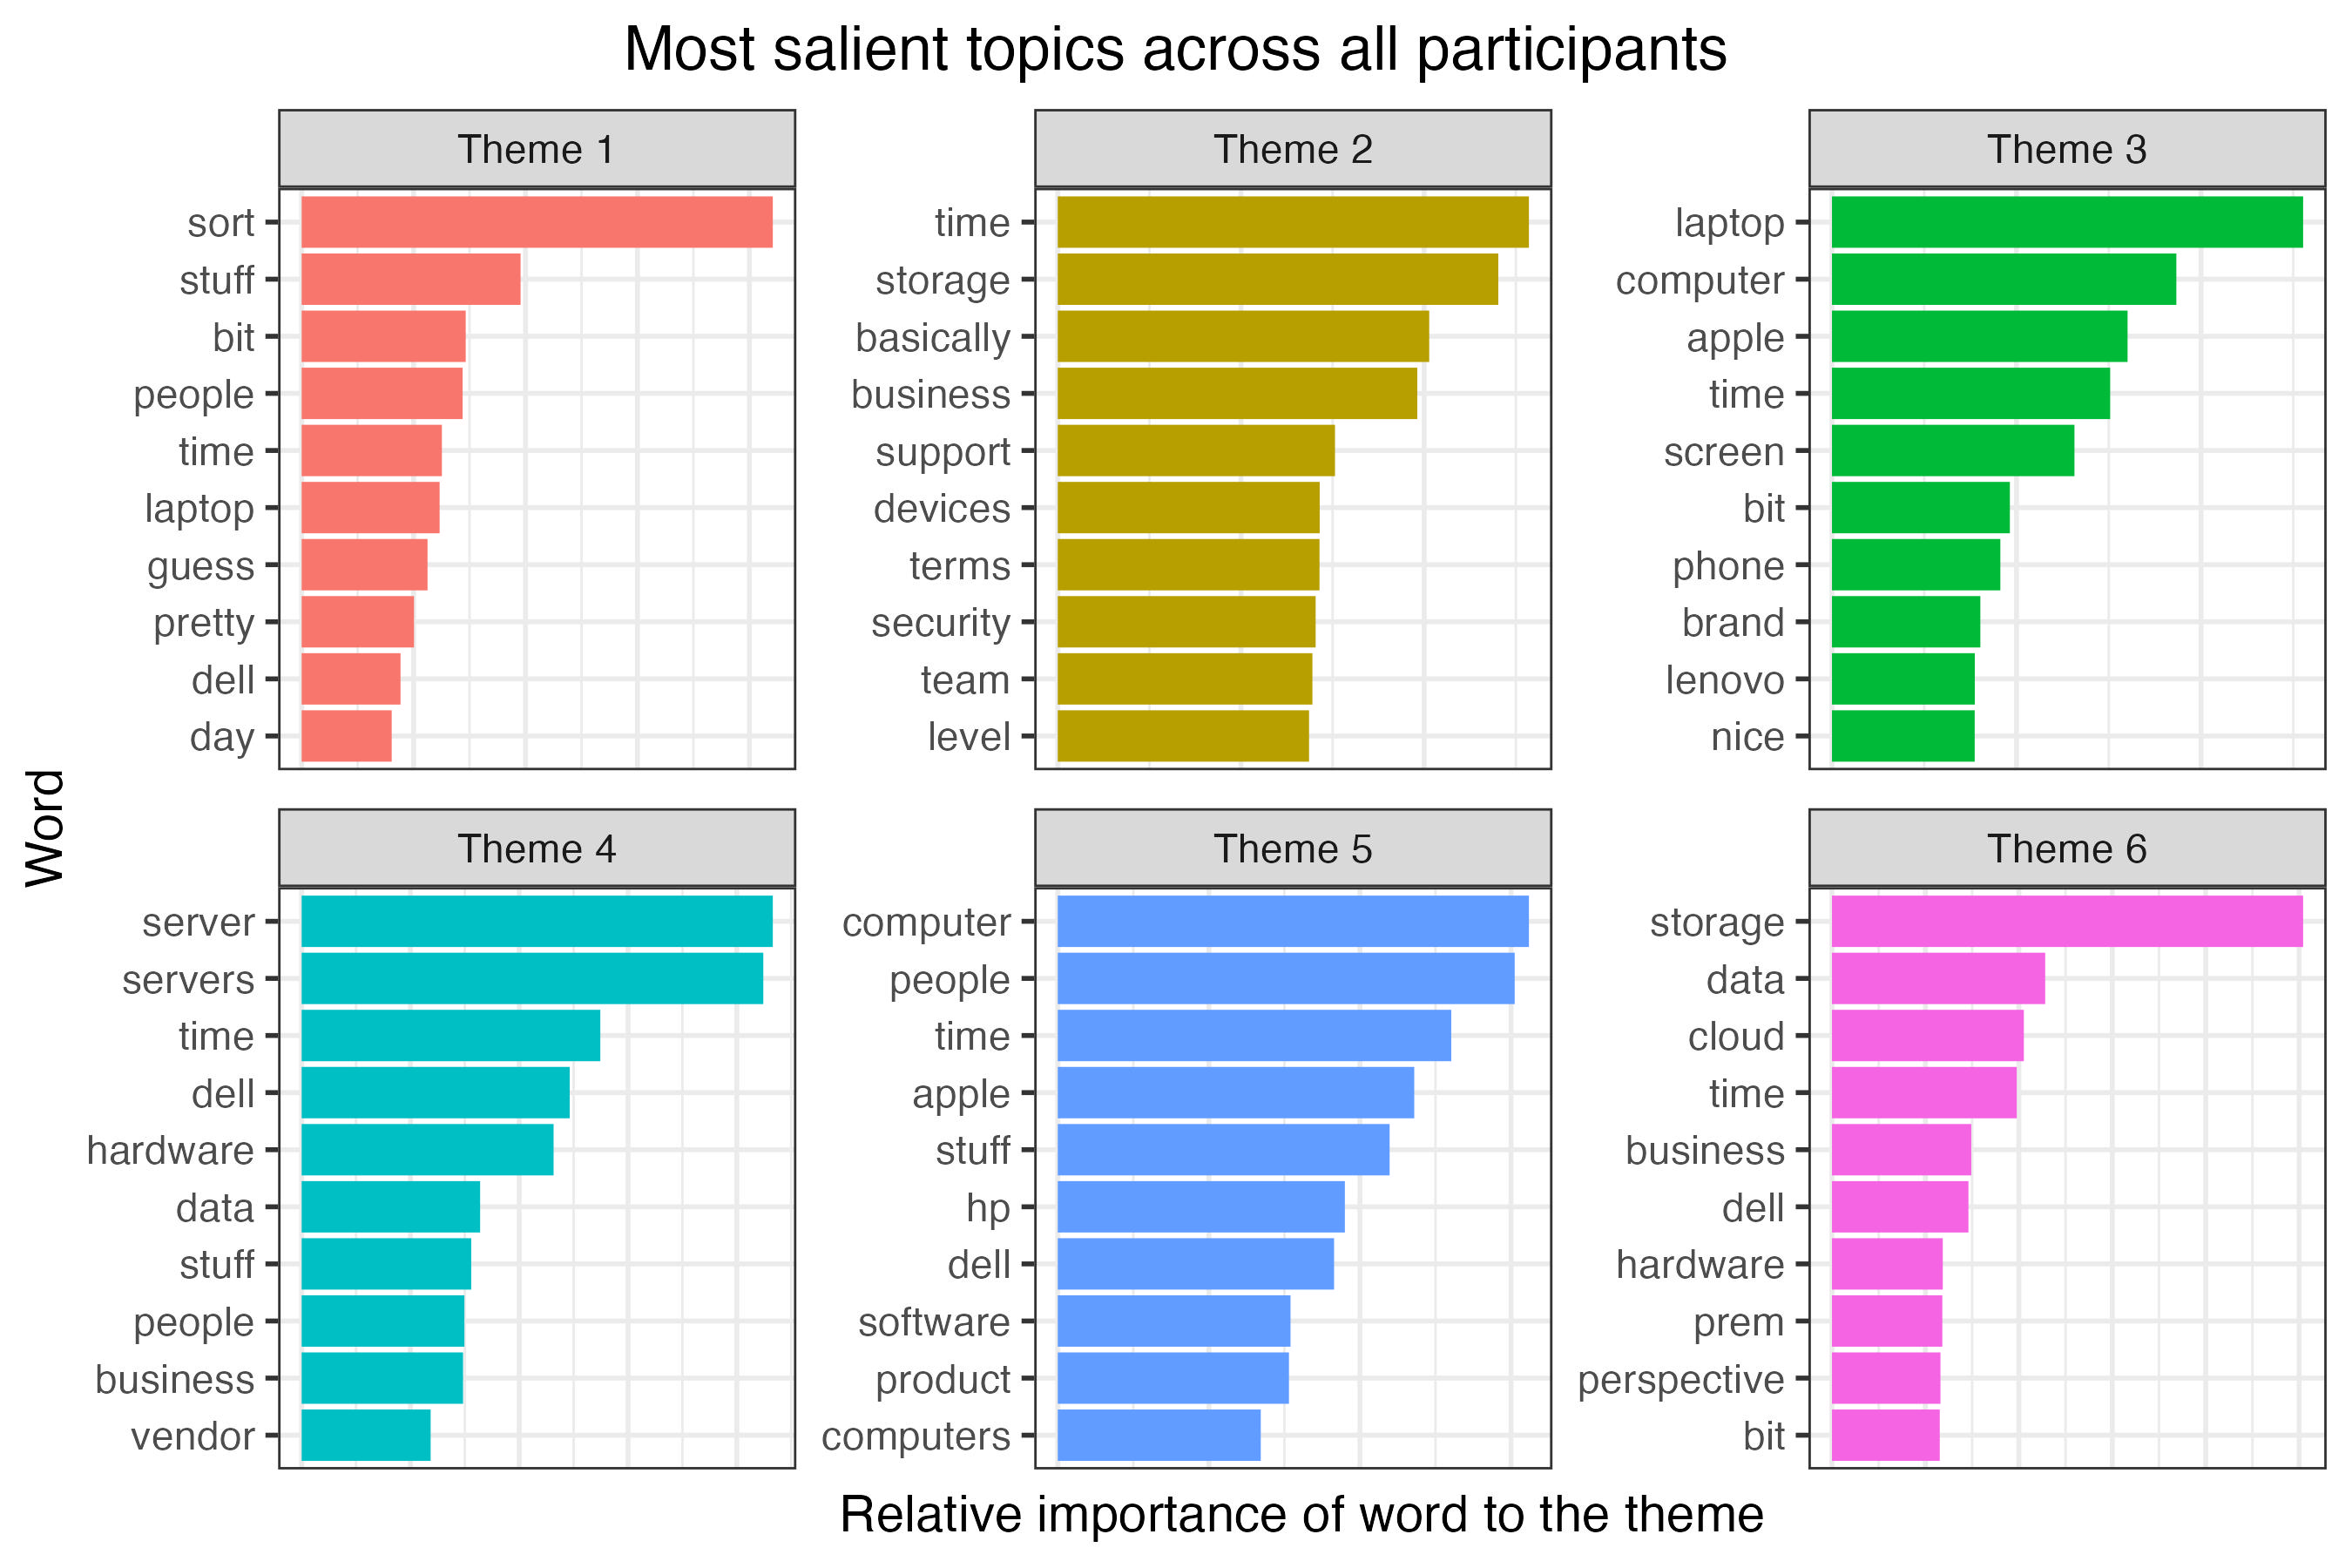 Most salient topics across all participants
Theme 1
sort
stuff
bit
people
time
laptop
guess
pretty
dell
day
Theme 2
time
storage
basically
business
support
devices
terms
security
team
level
Theme 3
laptop
computer
apple
time
screen
bit
phone
brand
lenovo
nice
Word
Theme 4
server
servers
time
dell
hardware
data
stuff
people
business
vendor
Theme 5
computer
people
time
apple
stuff
hp
dell
software
product
computers
Theme 6
storage
data
cloud
time
business
dell
hardware
prem
perspective
bit
Relative importance of word to the theme